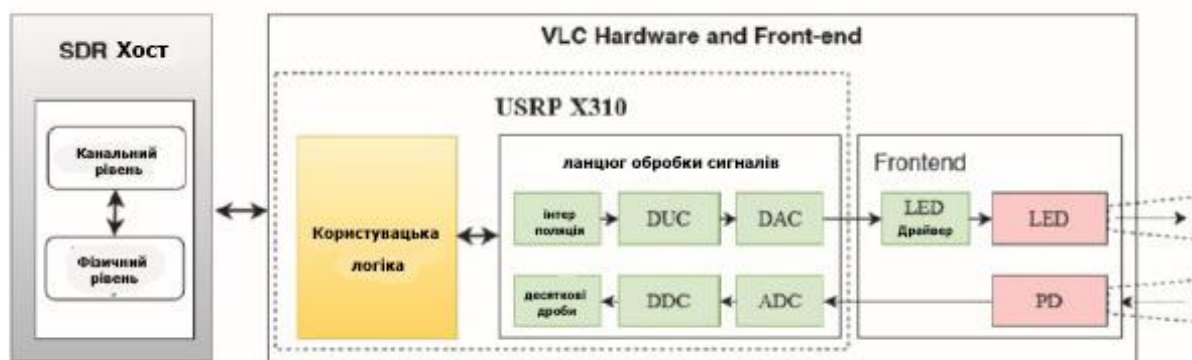 SDR Хост
Канальний
рівень
Фізичний
рівень
VLC Hardware and Front-end
USRP X310
Користувацька
логіка
ланцюг обробки сигналів
інтер
поляція
DUC
DAC
десяткові
дроби
DDC
ADC
Frontend
LED
Драйвер
LED
PD